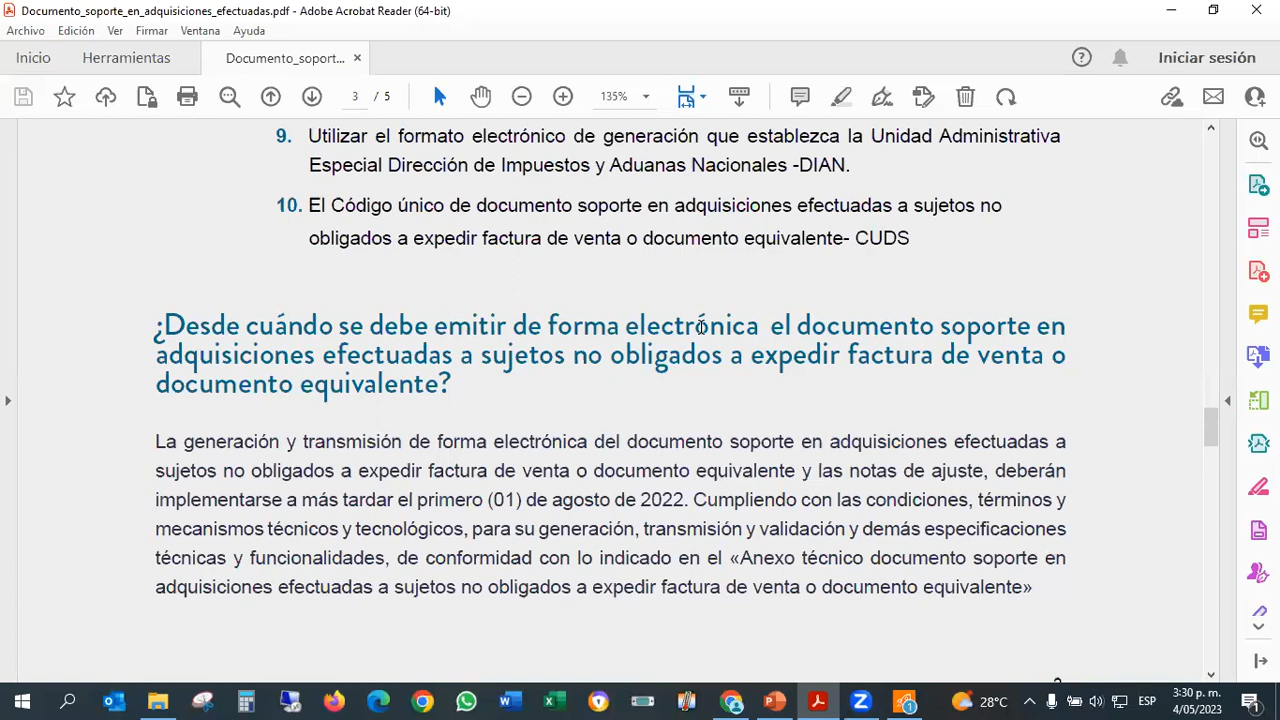 Documento_soporte_en_adquisiciones_efectuadas.pdf - Adobe Acrobat Reader (64-bit)
Archivo Edición Ver Firmar Ventana Ayuda
Inicio Herramientas Documento_soport... × Iniciar sesión
3 / 5 135%
9. Utilizar el formato electrónico de generación que establezca la Unidad Administrativa
Especial Dirección de Impuestos y Aduanas Nacionales -DIAN.
10. El Código único de documento soporte en adquisiciones efectuadas a sujetos no
obligados a expedir factura de venta o documento equivalente- CUDS
¿Desde cuándo se debe emitir de forma electrónica el documento soporte en
adquisiciones efectuadas a sujetos no obligados a expedir factura de venta o
documento equivalente?
La generación y transmisión de forma electrónica del documento soporte en adquisiciones efectuadas a
sujetos no obligados a expedir factura de venta o documento equivalente y las notas de ajuste, deberán
implementarse a más tardar el primero (01) de agosto de 2022. Cumpliendo con las condiciones, términos y
mecanismos técnicos y tecnológicos, para su generación, transmisión y validación y demás especificaciones
técnicas y funcionalidades, de conformidad con lo indicado en el «Anexo técnico documento soporte en
adquisiciones efectuadas a sujetos no obligados a expedir factura de venta o documento equivalente»
28°C ESP 3:30 p. m.
4/05/2023